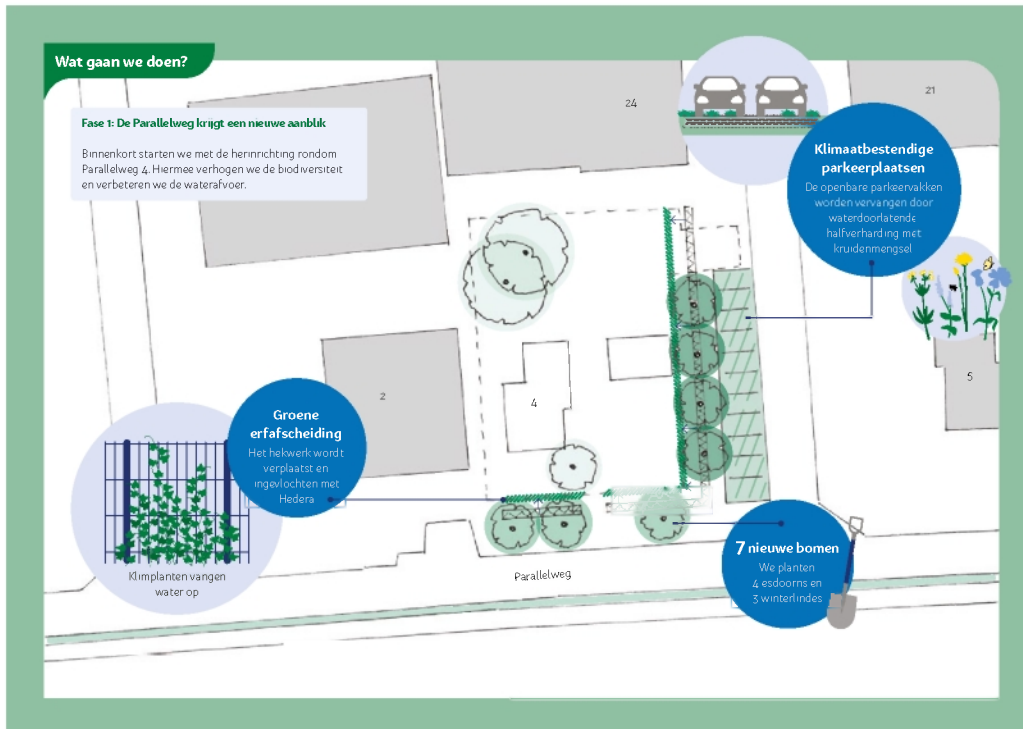 Wat gaan we doen?
Fase 1: De Parallelweg krijgt een nieuwe aanblik
Binnenkort starten we met de herinrichting rondom
Parallelweg 4. Hiermee verhogen we de biodiversiteit
en verbeteren we de waterafvoer.
24
21
Klimaatbestendige
parkeerplaatsen
De openbare parkeervakken
worden vervangen door
waterdoorlatende
halfverharding met
kruidenmengsel
5
2
4
Groene
erfafscheiding
Het hekwerk wordt
verplaatst en
ingevlochten met
Hedera
Klimplanten vangen
water op
Parallelweg
7 nieuwe bomen
We planten
4 esdoorns en
3 winterlindes